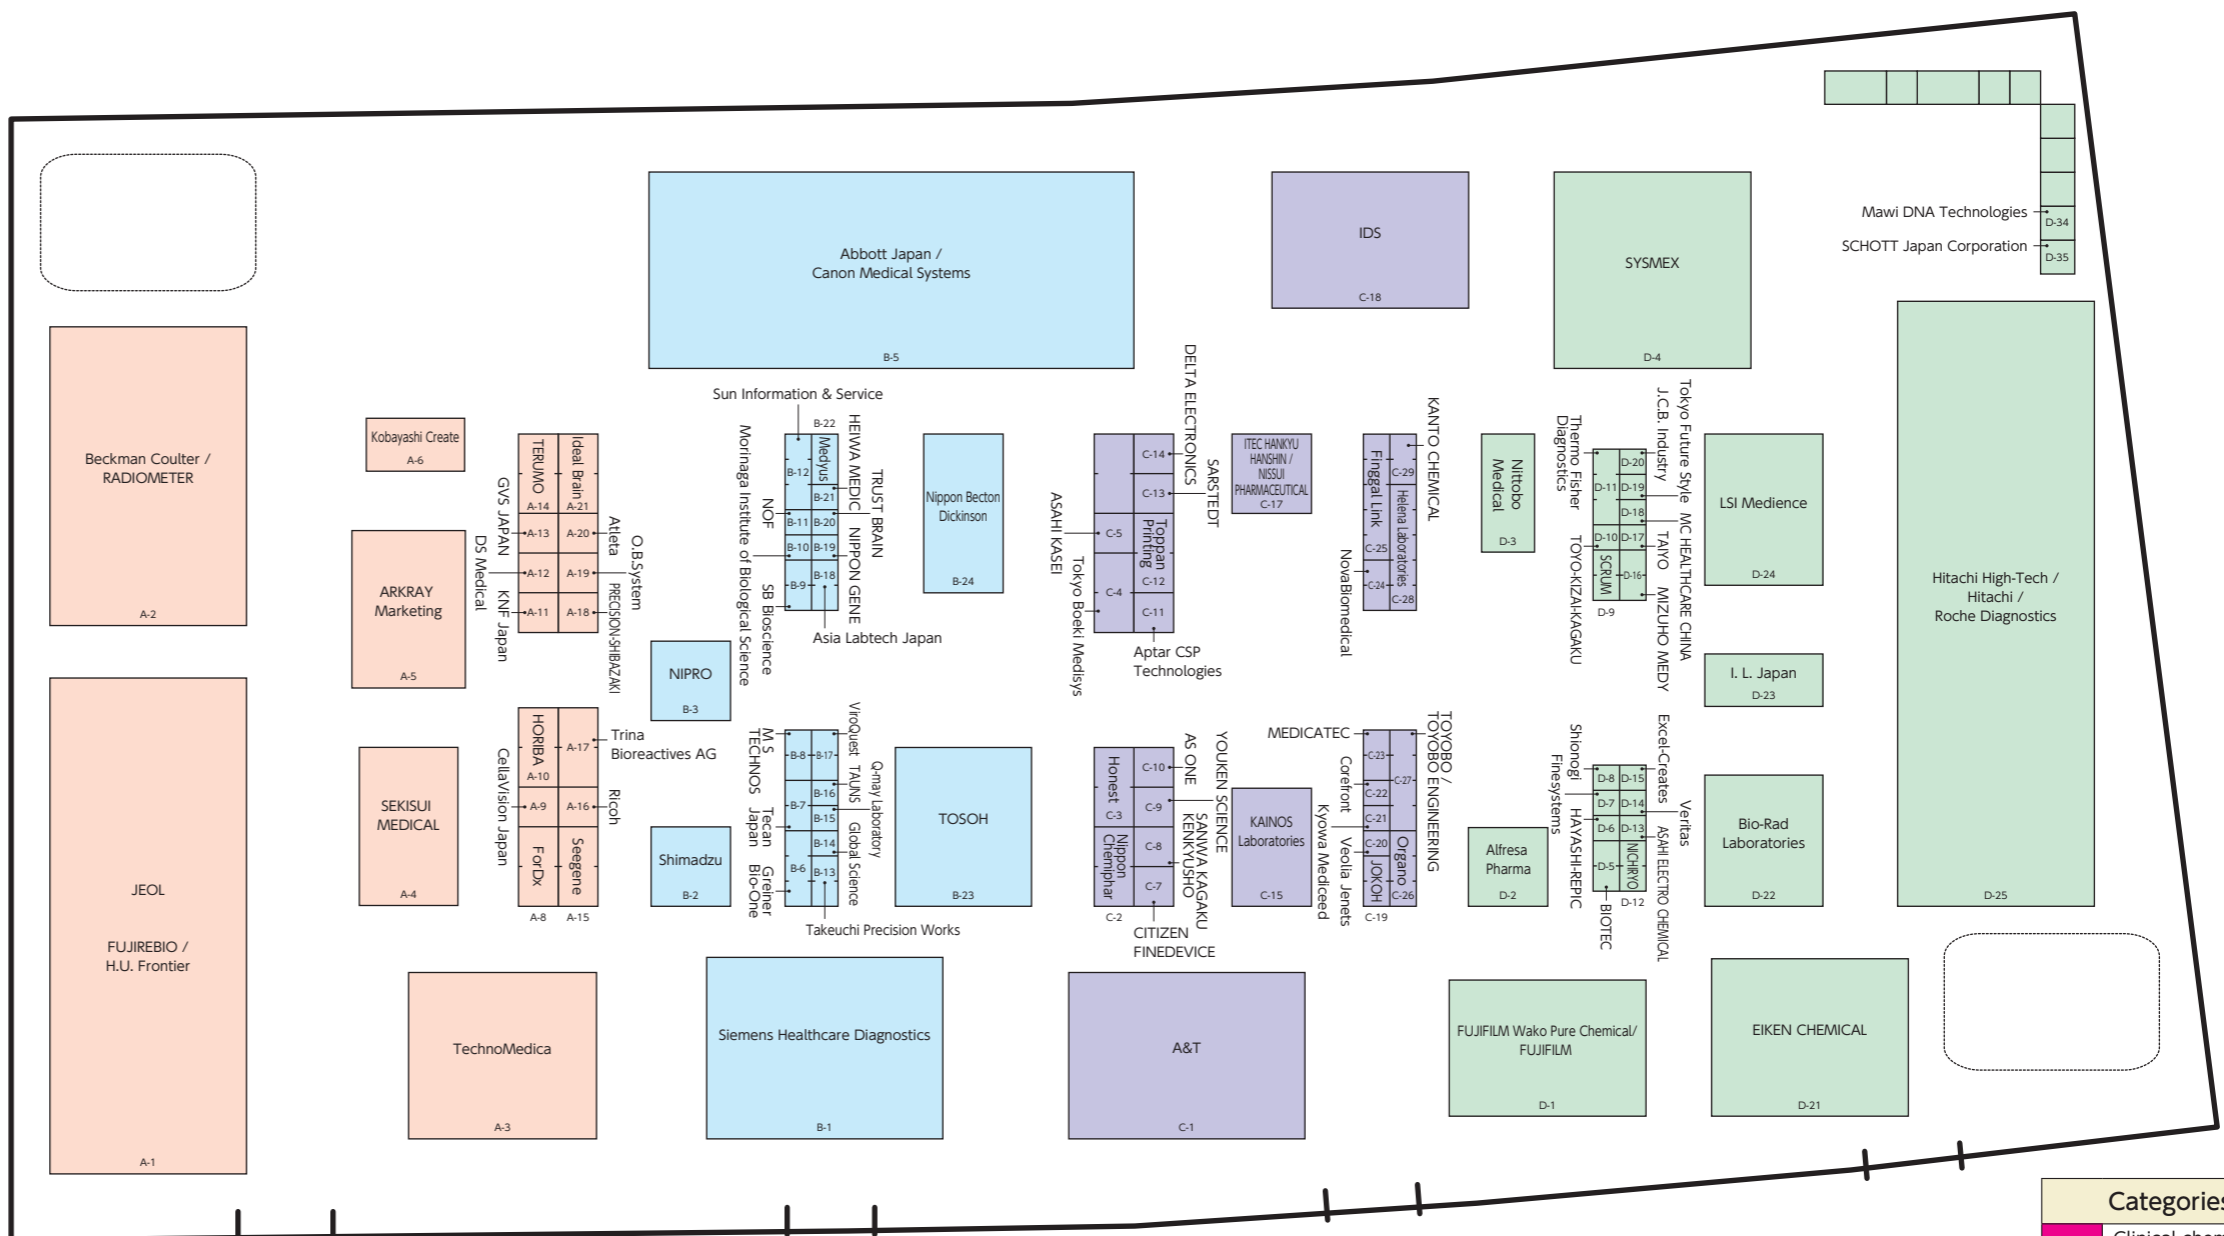 Mawi DNA Technologies
D-34
SCHOTT Japan Corporation
D-35
Abbott Japan /
Canon Medical Systems
B-5
IDS
C-18
SYSMEX
D-4
Beckman Coulter /
RADIOMETER
A-2
JEOL
FUJIREBIO /
H.U. Frontier
A-1
Kobayashi Create
A-6
ARKRAY
Marketing
A-5
SEKISUI
MEDICAL
A-4
TechnoMedica
A-3
TERUMO
A-14
Ideal Brain
A-21
GVS JAPAN
A-13
A-20
Atleta
DS Medical
A-12
A-19
O.B.System
KNF Japan
A-11
A-18
PRECISION-SHIBAZAKI
HORIBA
A-10
A-17
Trina
Bioreactives AG
CellaVision Japan
A-9
A-16
Ricoh
ForDx
A-8
Seegene
A-15
Sun Information & Service
B-22
Medyus
B-12
HEIWA MEDIC
B-21
TRUST BRAIN
NOF
B-11
B-20
Morinaga Institute of Biological Science
B-10
B-19
NIPPON GENE
SB Bioscience
B-9
B-18
Asia Labtech Japan
NIPRO
B-3
Nippon Becton
Dickinson
B-24
M S
TECHNOS
B-8
B-17
ViroQuest
B-16
TAUNS
Tecan
Japan
B-7
B-15
Q-may Laboratory
B-14
Global Science
Greiner
Bio-One
B-6
B-13
Takeuchi Precision Works
Shimadzu
B-2
TOSOH
B-23
Siemens Healthcare Diagnostics
B-1
DELTA ELECTRONICS
C-14
SARSTEDT
C-13
ASAHI KASEI
C-5
Toppan
Printing
C-12
Tokyo Boeki Medisys
C-4
C-11
Aptar CSP
Technologies
ITEC HANKYU
HANSHIN /
NISSUI
PHARMACEUTICAL
C-17
KANTO CHEMICAL
C-29
Finggal Link
C-25
Helena Laboratories
C-28
NovaBiomedical
C-24
Honest
C-3
C-10
AS ONE
C-9
YOUKEN SCIENCE
Nippon
Chemiphar
C-2
C-8
SANWA KAGAKU
KENKYUSHO
C-7
CITIZEN
FINEDEVICE
KAINOS
Laboratories
C-15
MEDICATEC
C-23
TOYOBO /
TOYOBO ENGINEERING
C-27
Corefront
C-22
Kyowa Mediceed
C-21
Veolia Jenets
C-20
JOKOH
C-19
Organo
C-26
A&T
C-1
Nittobo
Medical
D-3
Thermo Fisher
Diagnostics
D-11
D-20
J.C.B. Industry
D-19
Tokyo Future Style
D-18
MC HEALTHCARE CHINA
TOYO-KIZAI-KAGAKU
D-10
D-17
TAIYO
SCRUM
D-9
D-16
MIZUHO MEDY
LSI Medience
D-24
I. L. Japan
D-23
Hitachi High-Tech /
Hitachi /
Roche Diagnostics
D-25
Shionogi
D-8
D-15
Excel-Creates
Finesystems
D-7
D-14
Veritas
HAYASHI-REPIC
D-6
D-13
ASAHI ELECTRO CHEMICAL
D-5
BIOTEC
NICHIRYO
D-12
Alfresa
Pharma
D-2
Bio-Rad
Laboratories
D-22
FUJIFILM Wako Pure Chemical/
FUJIFILM
D-1
EIKEN CHEMICAL
D-21
Categories